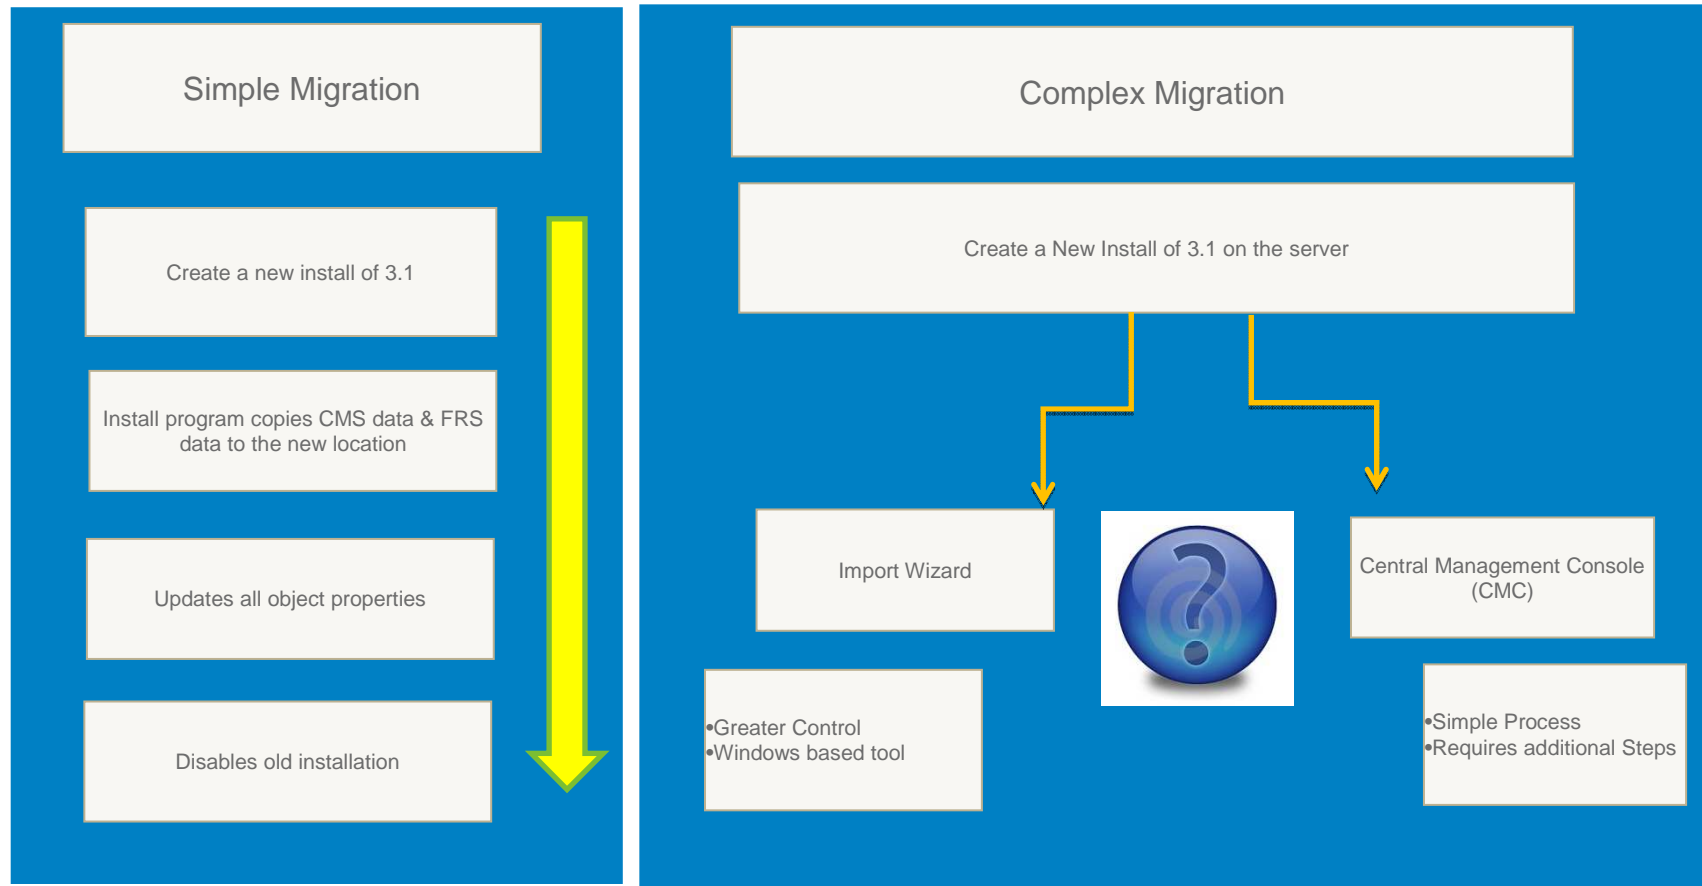 Simple Migration
Create a new install of 3.1
Install program copies CMS data & FRS
data to the new location
Updates all object properties
Disables old installation
Complex Migration
Create a New Install of 3.1 on the server
Import Wizard
•Greater Control
•Windows based tool
Central Management Console
(CMC)
•Simple Process
•Requires additional Steps